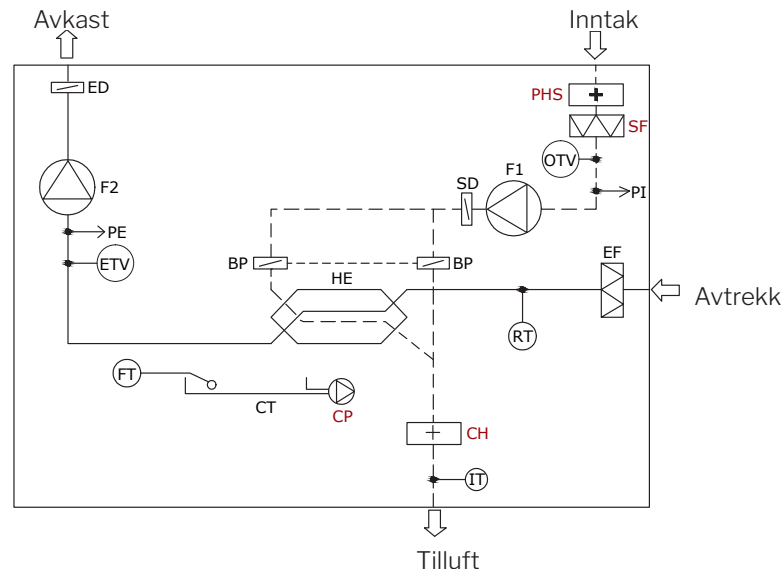 Avkast
Inntak
ED
PHS
SF
OTV
F1
SD
F2
PI
PE
ETV
BP
BP
EF
HE
Avtrekk
RT
FT
CT
CP
CH
IT
Tilluft